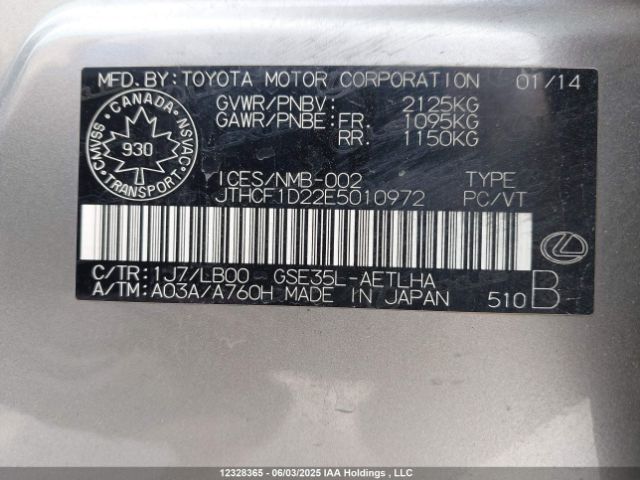 MFD.BY:TOYOTA MOTOR CORPORATION 01/14
GVWR/PNBV: 2125KG
GAWR/PNBE:FR: 1095KG
RR: 1150KG
CANADA
CMVSS 930 NSVAC
TRANSPORT
ICES/NMB-002 TYPE
JTHCF1D22E5010972 PC/VT
C/TR:1J7/LB00 GSE35L-AETLHA
A/TM:A03A/A760H MADE IN JAPAN 510 B
12328365 - 06/03/2025 IAA Holdings , LLC